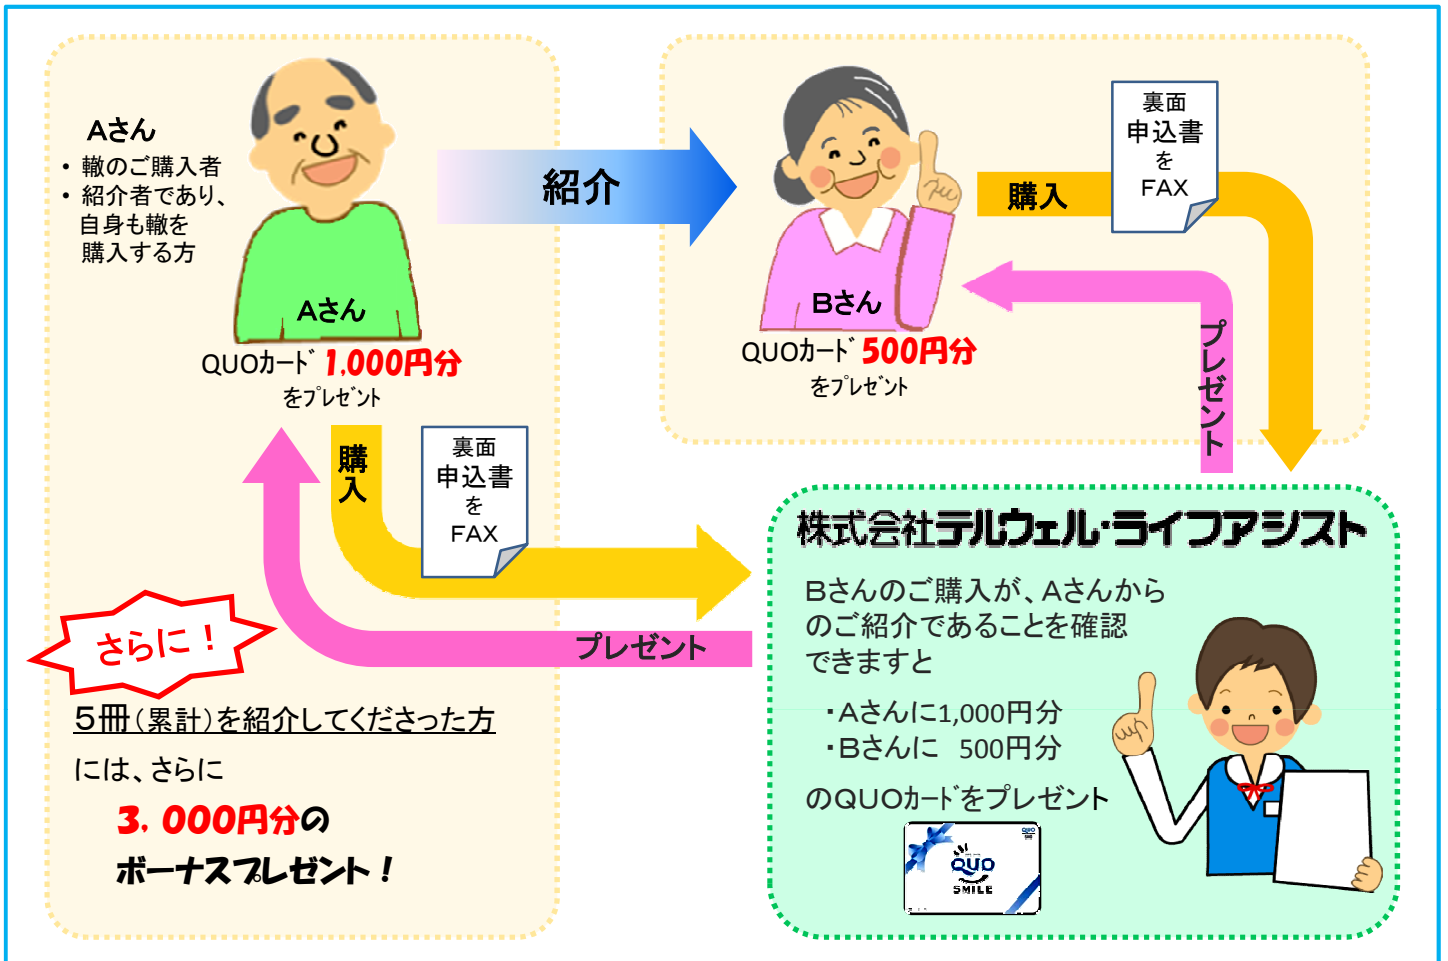 Aさん
・ 轍のご購入者
・ 紹介者であり、
自身も轍を
購入する方
Aさん
QUOカード 1,000円分
をプレゼント
紹介
Bさん
QUOカード 500円分
をプレゼント
購入
裏面
申込書
を
FAX
プレゼント
購入
裏面
申込書
を
FAX
プレゼント
さらに！
５冊（累計）を紹介してくださった方
には、さらに
３，０００円分の
ボーナスプレゼント！
株式会社テルウェル・ライフアシスト
Bさんのご購入が、Aさんから
のご紹介であることを確認
できますと
・Aさんに1,000円分
・Bさんに 500円分
のQUOカードをプレゼント
QUO
SMILE